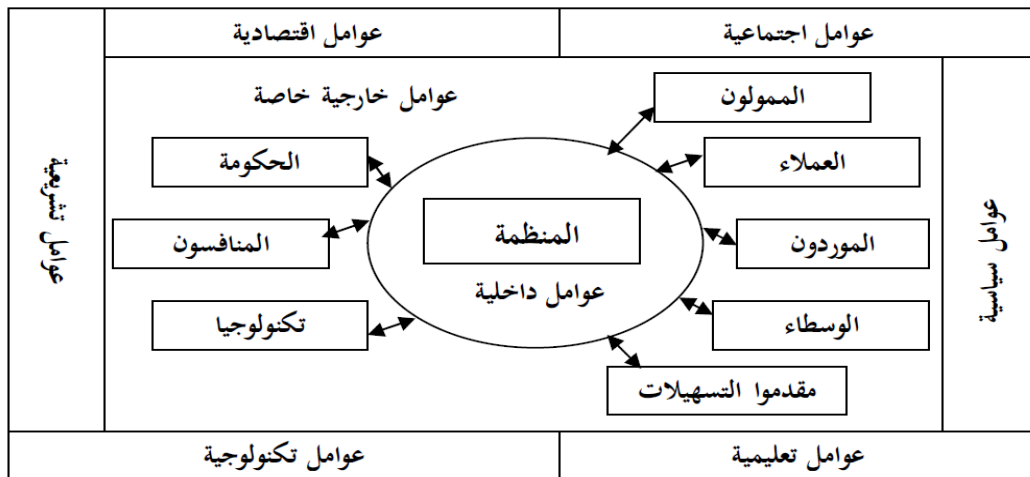 عوامل اجتماعية
عوامل اقتصادية
عوامل خارجية خاصة
الممولون
العملاء
الحكومة
عوامل سياسية
عوامل تشريعية
المنظمة
الموردون
المنافسون
عوامل داخلية
الوسطاء
تكنولوجيا
مقدموا التسهيلات
عوامل تعليمية
عوامل تكنولوجية